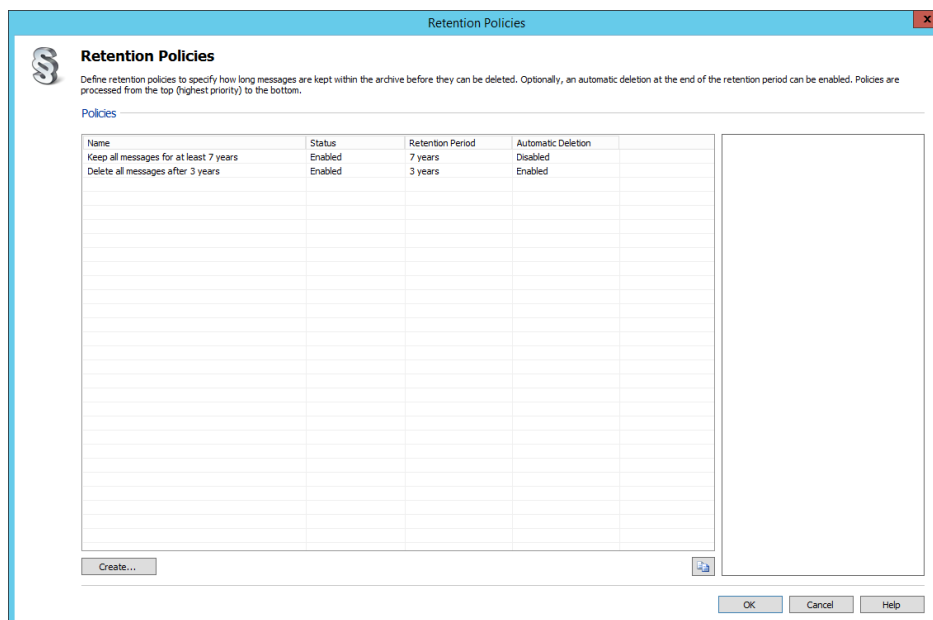 Retention Policies
x
Retention Policies
Define retention policies to specify how long messages are kept within the archive before they can be deleted. Optionally, an automatic deletion at the end of the retention period can be enabled. Policies are
processed from the top (highest priority) to the bottom.
Policies
Name Status Retention Period Automatic Deletion
Keep all messages for at least 7 years Enabled 7 years Disabled
Delete all messages after 3 years Enabled 3 years Enabled
Create...
OK Cancel Help